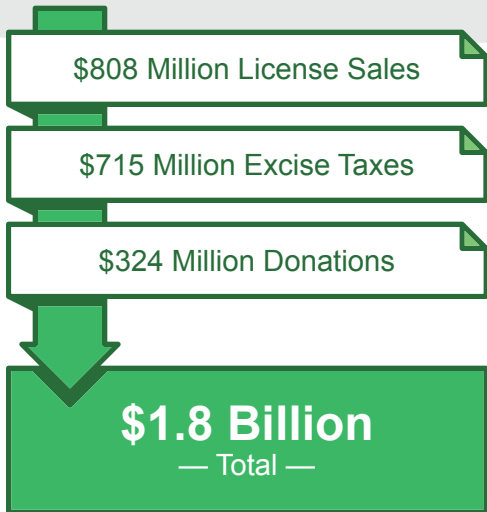 $808 Million License Sales
$715 Million Excise Taxes
$324 Million Donations
$1.8 Billion
— Total —